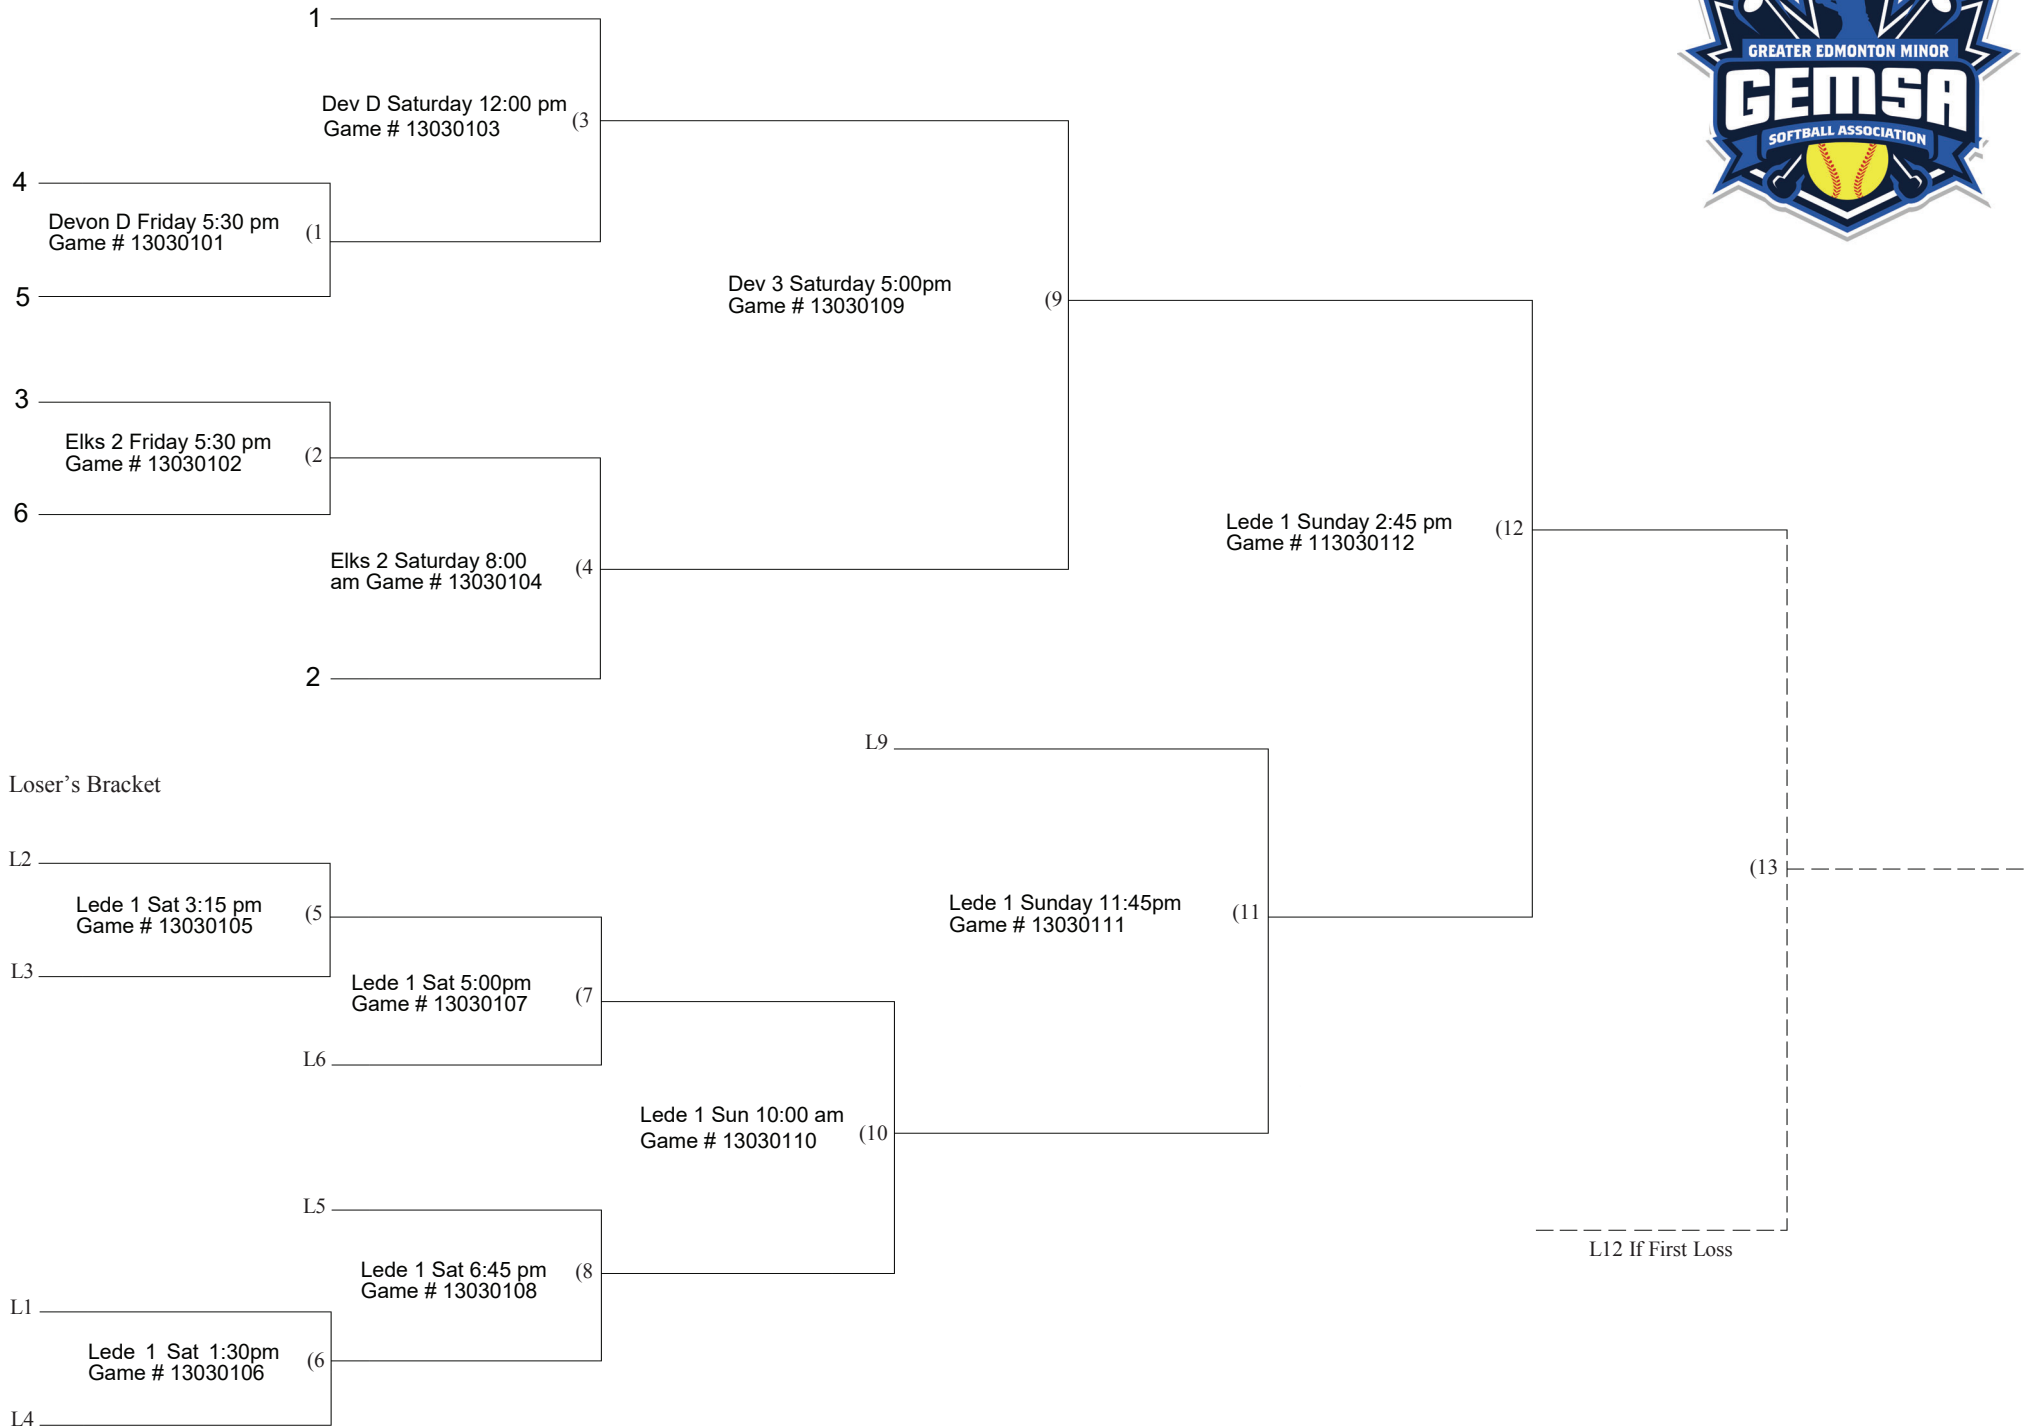 1
GREATER EDMONTON MINOR
GEMSA
SOFTBALL ASSOCIATION
Dev D Saturday 12:00 pm
Game # 13030103
(3
4
Devon D Friday 5:30 pm
Game # 13030101
(1
5
Dev 3 Saturday 5:00pm
Game # 13030109
(9
3
Elks 2 Friday 5:30 pm
Game # 13030102
(2
6
Elks 2 Saturday 8:00
am Game # 13030104
(4
Lede 1 Sunday 2:45 pm
Game # 113030112
(12
2
L9
Loser’s Bracket
L2
Lede 1 Sat 3:15 pm
Game # 13030105
(5
L3
Lede 1 Sunday 11:45pm
Game # 13030111
(11
(13
Lede 1 Sat 5:00pm
Game # 13030107
(7
L6
Lede 1 Sun 10:00 am
Game # 13030110
(10
L5
Lede 1 Sat 6:45 pm
Game # 13030108
(8
L12 If First Loss
L1
Lede 1 Sat 1:30pm
Game # 13030106
(6
L4